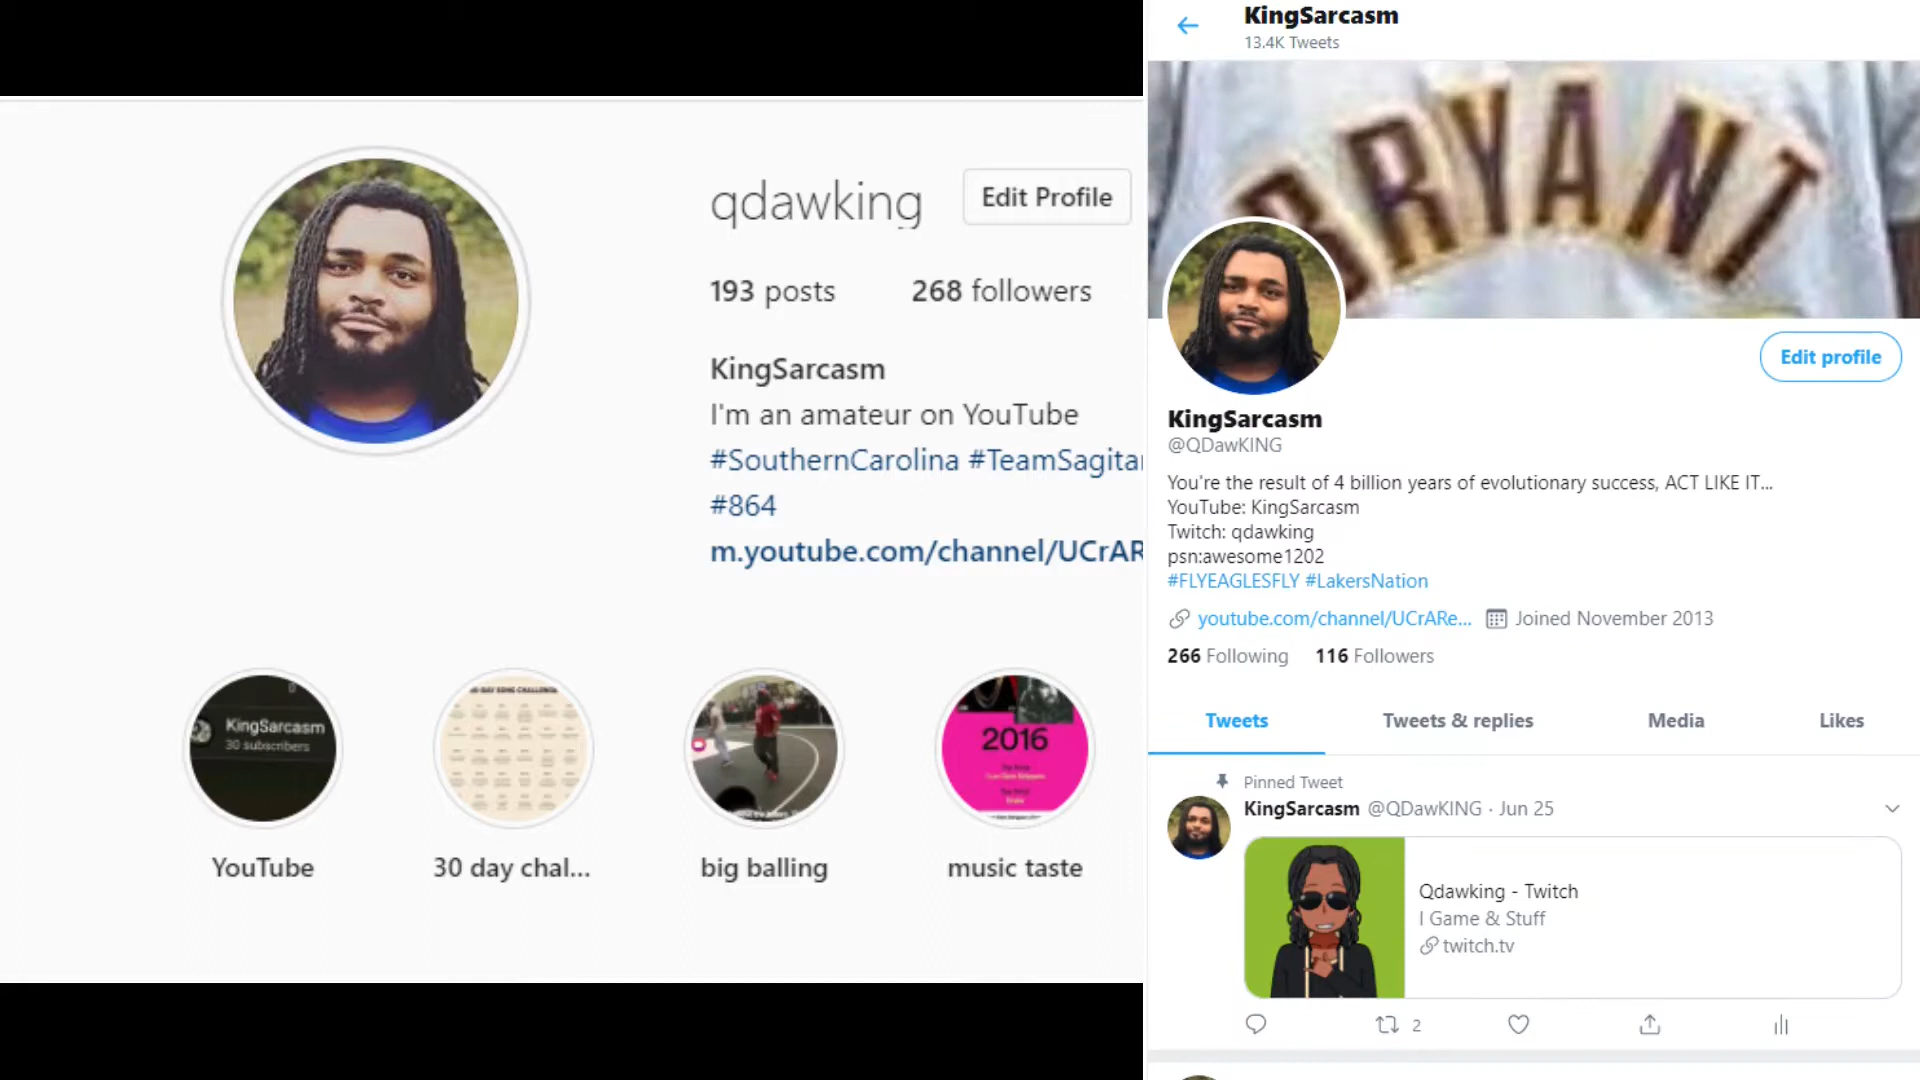 qdawking
Edit Profile
193 posts 268 followers
KingSarcasm
I'm an amateur on YouTube
#SouthernCarolina #TeamSagitar
#864
m.youtube.com/channel/UCrAR
KingSarcasm
30 subscribers
2016
YouTube
30 day chal...
big balling
music taste
KingSarcasm
13.4K Tweets
BRYANT
Edit profile
KingSarcasm
@QDawKING
You're the result of 4 billion years of evolutionary success, ACT LIKE IT...
YouTube: KingSarcasm
Twitch: qdawking
psn:awesome1202
#FLYEAGLESFLY #LakersNation
youtube.com/channel/UCrARe... Joined November 2013
266 Following 116 Followers
Tweets Tweets & replies Media Likes
Pinned Tweet
KingSarcasm @QDawKING · Jun 25
Qdawking - Twitch
I Game & Stuff
twitch.tv
2